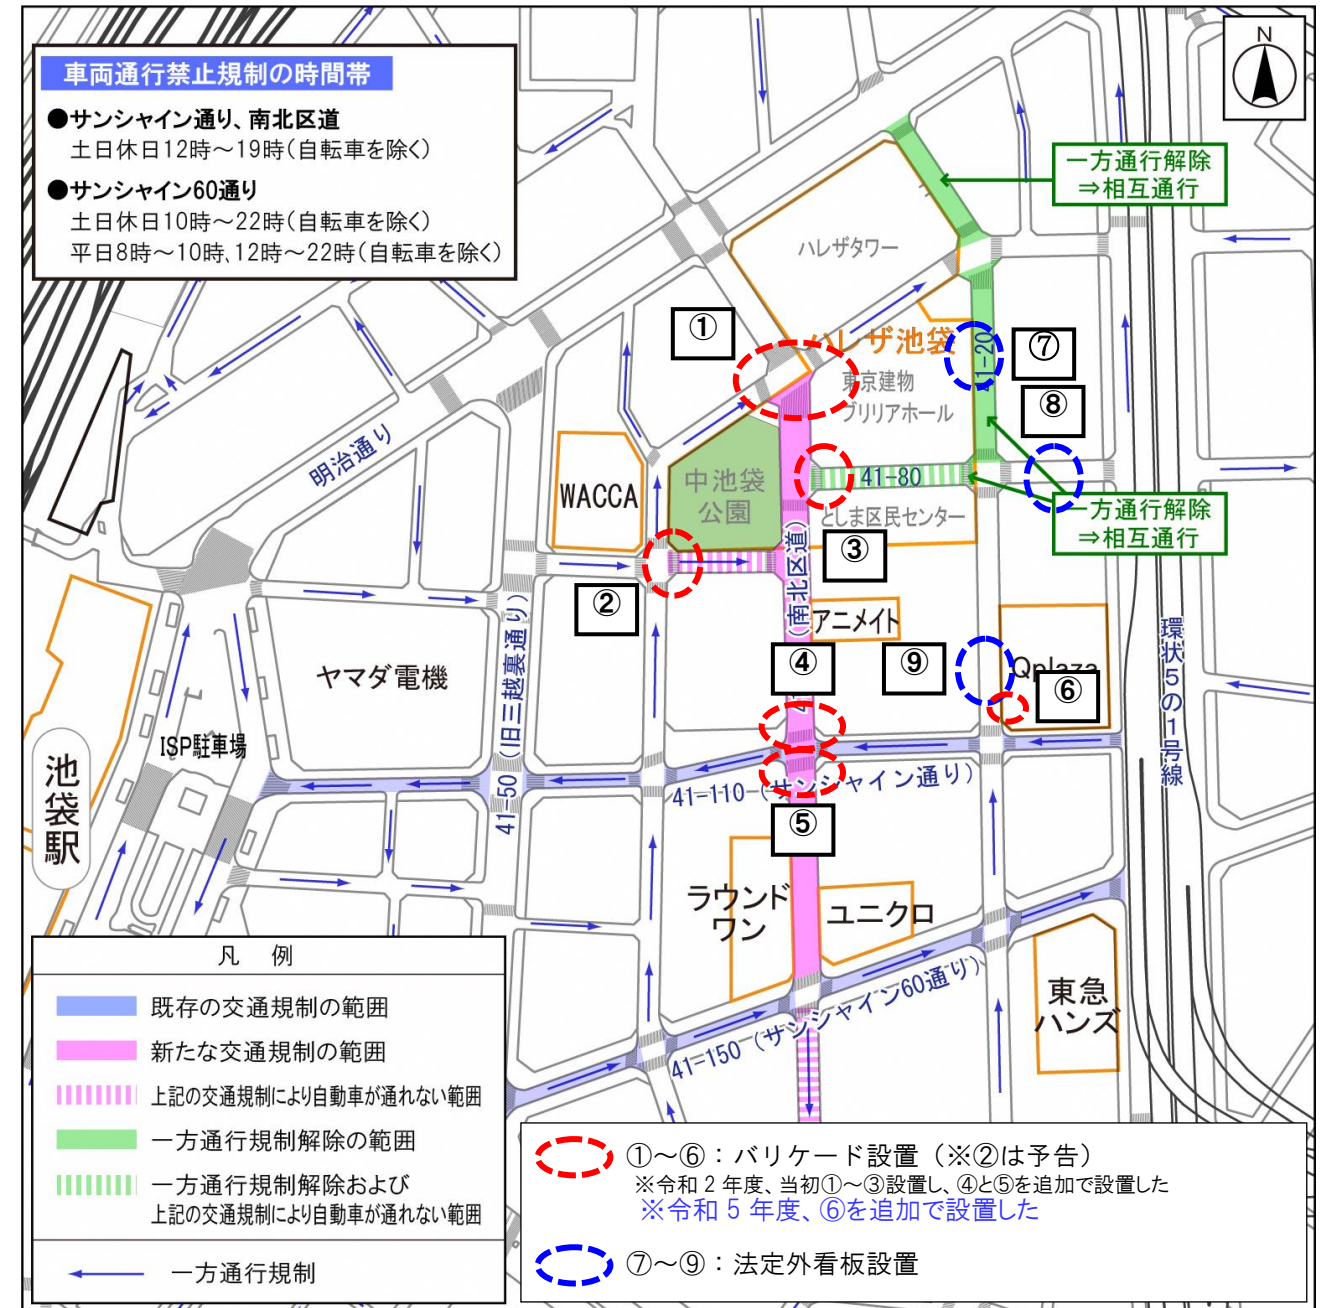 車両通行禁止規制の時間帯
●サンシャイン通り、南北区道
土日休日12時～19時(自転車を除く)
●サンシャイン60通り
土日休日10時～22時(自転車を除く)
平日8時～10時、12時～22時(自転車を除く)
N
一方通行解除
⇒相互通行
ハレザタワー
①
ハレザ池袋
東京建物
ブリリアホール
41-20
⑦
⑧
明治通り
WACCA
中池袋
公園
41-80
としま区民センター
一方通行解除
⇒相互通行
③
②
(南北区道)
アニメイト
④
⑨
Qplaza
⑥
環状5の1号線
ヤマダ電機
41-50(旧三越裏通り)
ISP駐車場
池袋駅
41-110(サンシャイン通り)
⑤
ラウンド
ワン
ユニクロ
41-150(サンシャイン60通り)
東急
ハンズ
凡 例
既存の交通規制の範囲
新たな交通規制の範囲
上記の交通規制により自動車が通れない範囲
一方通行規制解除の範囲
一方通行規制解除および
上記の交通規制により自動車が通れない範囲
一方通行規制
①～⑥：バリケード設置（※②は予告）
※令和2年度、当初①～③設置し、④と⑤を追加で設置した
※令和5年度、⑥を追加で設置した
⑦～⑨：法定外看板設置